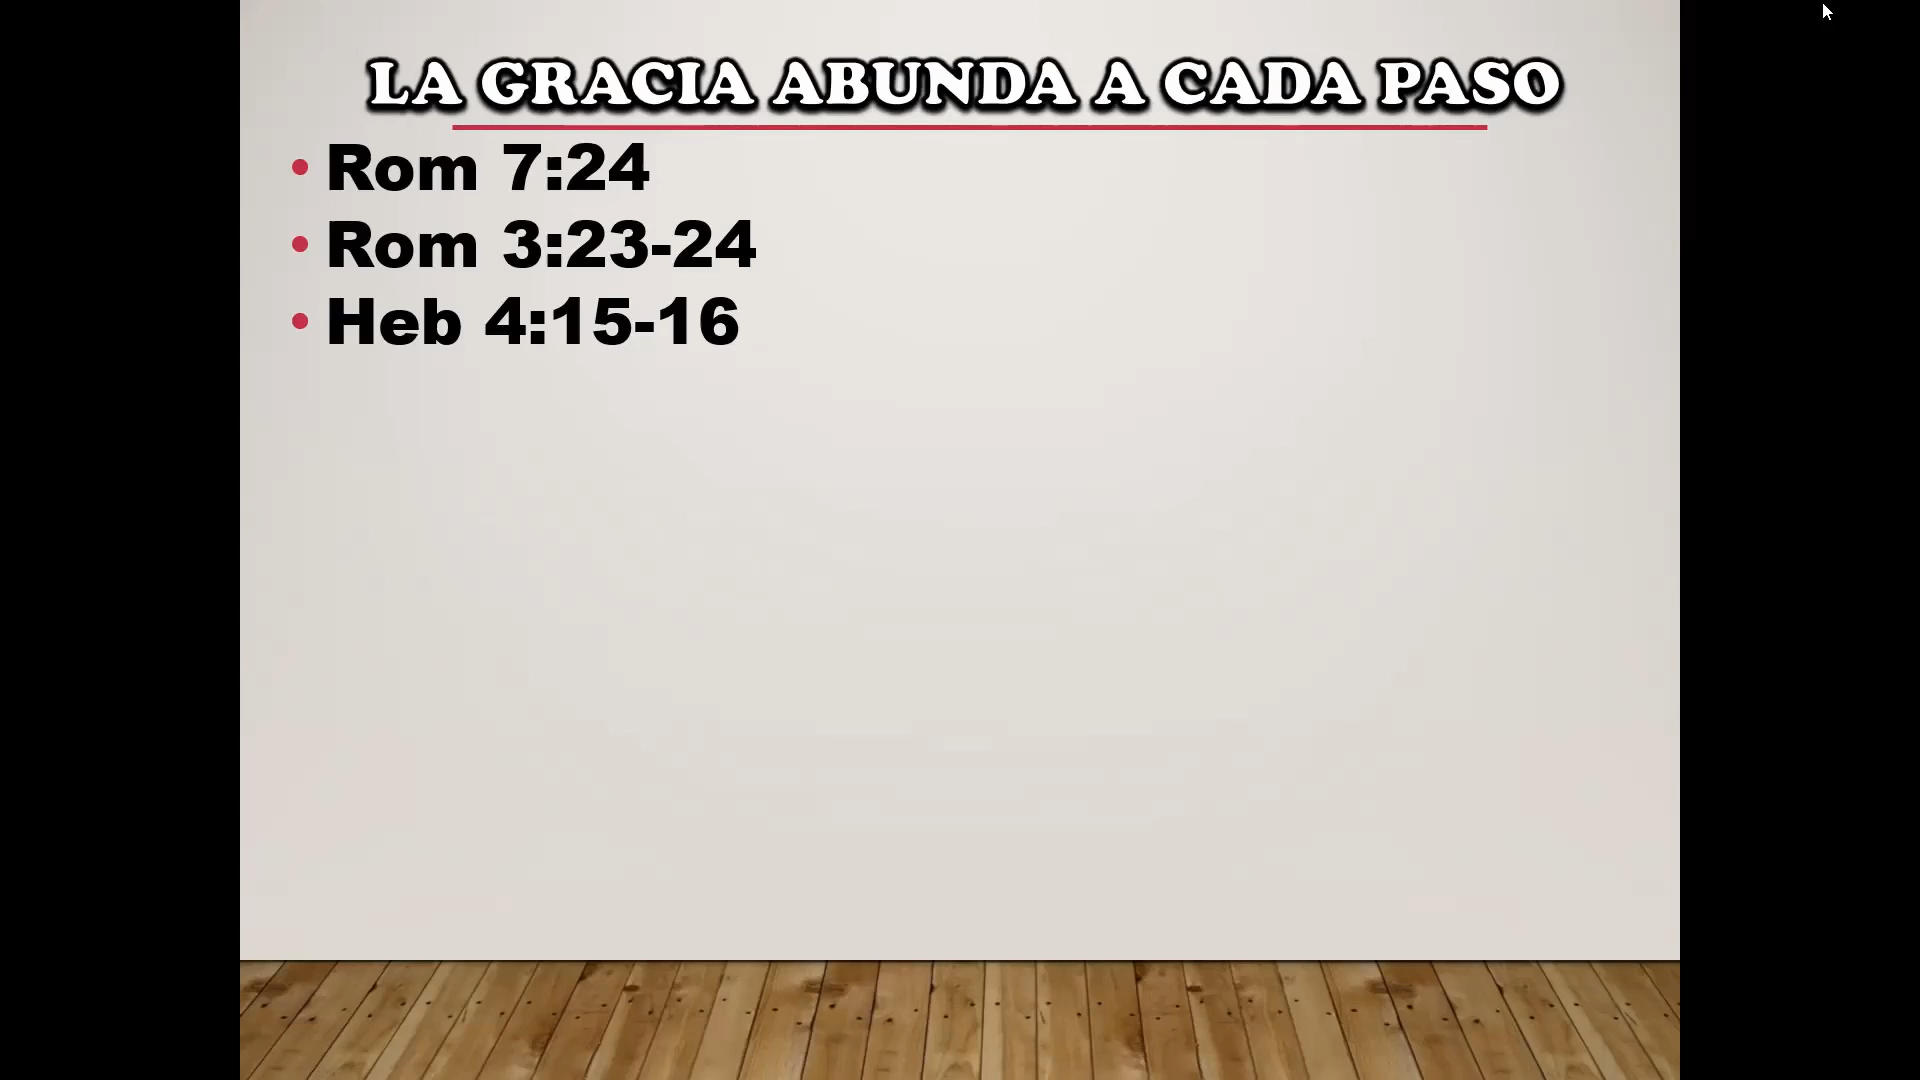 LA GRACIA ABUNDA A CADA PASO
• Rom 7:24
• Rom 3:23-24
• Heb 4:15-16